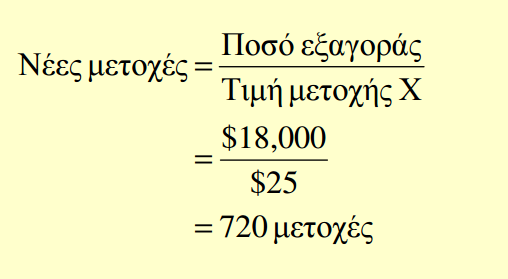 Νέες μετοχές = Ποσό εξαγοράς / Τιμή μετοχής Χ
= $18,000 / $25
= 720 μετοχές